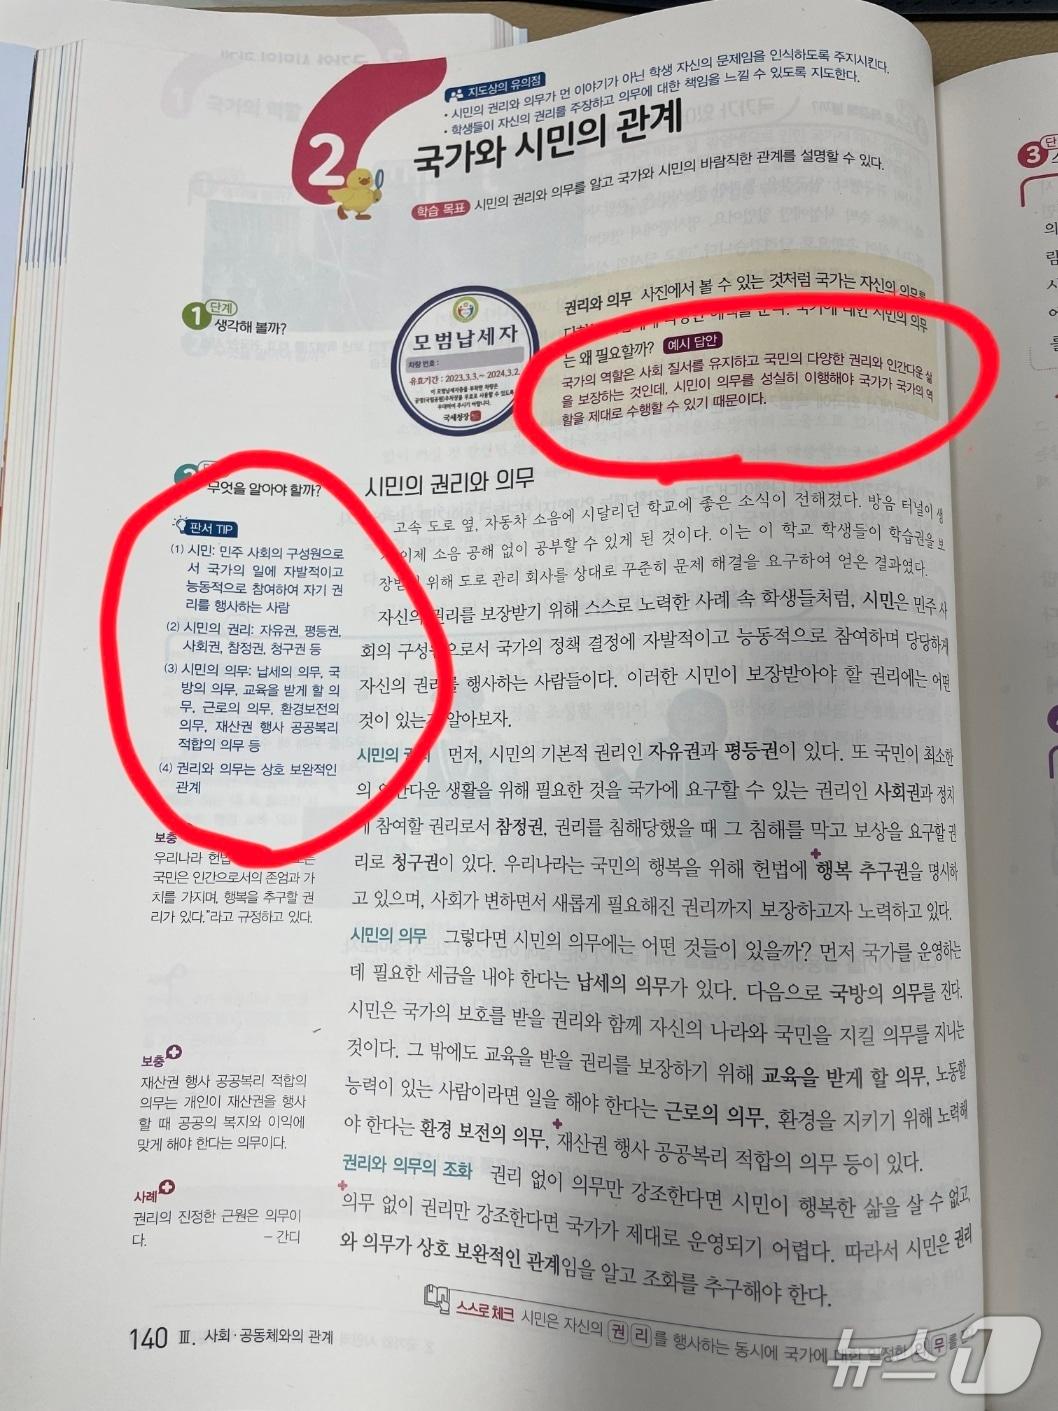 지도상의 유의점
• 시민의 권리와 의무가 먼 이야기가 아닌 학생 자신의 문제임을 인식하도록 주지시킨다.
• 학생들이 자신의 권리를 주장하고 의무에 대한 책임을 느낄 수 있도록 지도한다.
2 국가와 시민의 관계
학습 목표 시민의 권리와 의무를 알고 국가와 시민의 바람직한 관계를 설명할 수 있다.
1 단계
생각해 볼까?
모범납세자
차량 번호 :
유효기간 : 2023.3.3.~ 2024.3.2.
국세청장
권리와 의무 사진에서 볼 수 있는 것처럼 국가는 자신의 의무를
국가에 대한 시민의 의무
는 왜 필요할까? 예시 답안
국가의 역할은 사회 질서를 유지하고 국민의 다양한 권리와 인간다운 삶
을 보장하는 것인데, 시민이 의무를 성실히 이행해야 국가가 국가의 역
할을 제대로 수행할 수 있기 때문이다.
무엇을 알아야 할까?
판서 TIP
(1) 시민: 민주 사회의 구성원으로
서 국가의 일에 자발적이고
능동적으로 참여하여 자기 권
리를 행사하는 사람
(2) 시민의 권리: 자유권, 평등권,
사회권, 참정권, 청구권 등
(3) 시민의 의무: 납세의 의무, 국
방의 의무, 교육을 받게 할 의
무, 근로의 의무, 환경보전의
의무, 재산권 행사 공공복리
적합의 의무 등
(4) 권리와 의무는 상호 보완적인
관계
보충
우리나라 헌법
국민은 인간으로서의 존엄과 가
치를 가지며, 행복을 추구할 권
리가 있다.”라고 규정하고 있다.
보충
재산권 행사 공공복리 적합의
의무는 개인이 재산권을 행사
할 때 공공의 복지와 이익에
맞게 해야 한다는 의무이다.
사례
권리의 진정한 근원은 의무이
다. – 간디
시민의 권리와 의무
고속 도로 옆, 자동차 소음에 시달리던 학교에 좋은 소식이 전해졌다. 방음 터널이 생
이제 소음 공해 없이 공부할 수 있게 된 것이다. 이는 이 학교 학생들이 학습권을 보
장받 위해 도로 관리 회사를 상대로 꾸준히 문제 해결을 요구하여 얻은 결과였다.
자신의 권리를 보장받기 위해 스스로 노력한 사례 속 학생들처럼, 시민은 민주 사
회의 구성원으로서 국가의 정책 결정에 자발적이고 능동적으로 참여하며 당당하게
자신의 권리를 행사하는 사람들이다. 이러한 시민이 보장받아야 할 권리에는 어떤
것이 있는지 알아보자.
시민의 권리 먼저, 시민의 기본적 권리인 자유권과 평등권이 있다. 또 국민이 최소한
의 인간다운 생활을 위해 필요한 것을 국가에 요구할 수 있는 권리인 사회권과 정치
에 참여할 권리로서 참정권, 권리를 침해당했을 때 그 침해를 막고 보상을 요구할 권
리로 청구권이 있다. 우리나라는 국민의 행복을 위해 헌법에 행복 추구권을 명시하
고 있으며, 사회가 변하면서 새롭게 필요해진 권리까지 보장하고자 노력하고 있다.
시민의 의무 그렇다면 시민의 의무에는 어떤 것들이 있을까? 먼저 국가를 운영하는
데 필요한 세금을 내야 한다는 납세의 의무가 있다. 다음으로 국방의 의무를 진다.
시민은 국가의 보호를 받을 권리와 함께 자신의 나라와 국민을 지킬 의무를 지니는
것이다. 그 밖에도 교육을 받을 권리를 보장하기 위해 교육을 받게 할 의무, 노동할
능력이 있는 사람이라면 일을 해야 한다는 근로의 의무, 환경을 지키기 위해 노력해
야 한다는 환경 보전의 의무, 재산권 행사 공공복리 적합의 의무 등이 있다.
권리와 의무의 조화 권리 없이 의무만 강조한다면 시민이 행복한 삶을 살 수 없고,
의무 없이 권리만 강조한다면 국가가 제대로 운영되기 어렵다. 따라서 시민은 권리
와 의무가 상호 보완적인 관계임을 알고 조화를 추구해야 한다.
스스로 체크 시민은 자신의 권 리를 행사하는 동시에 국가에 대한 일정한 의 무를
140 Ⅲ. 사회·공동체와의 관계
뉴스1
3 단